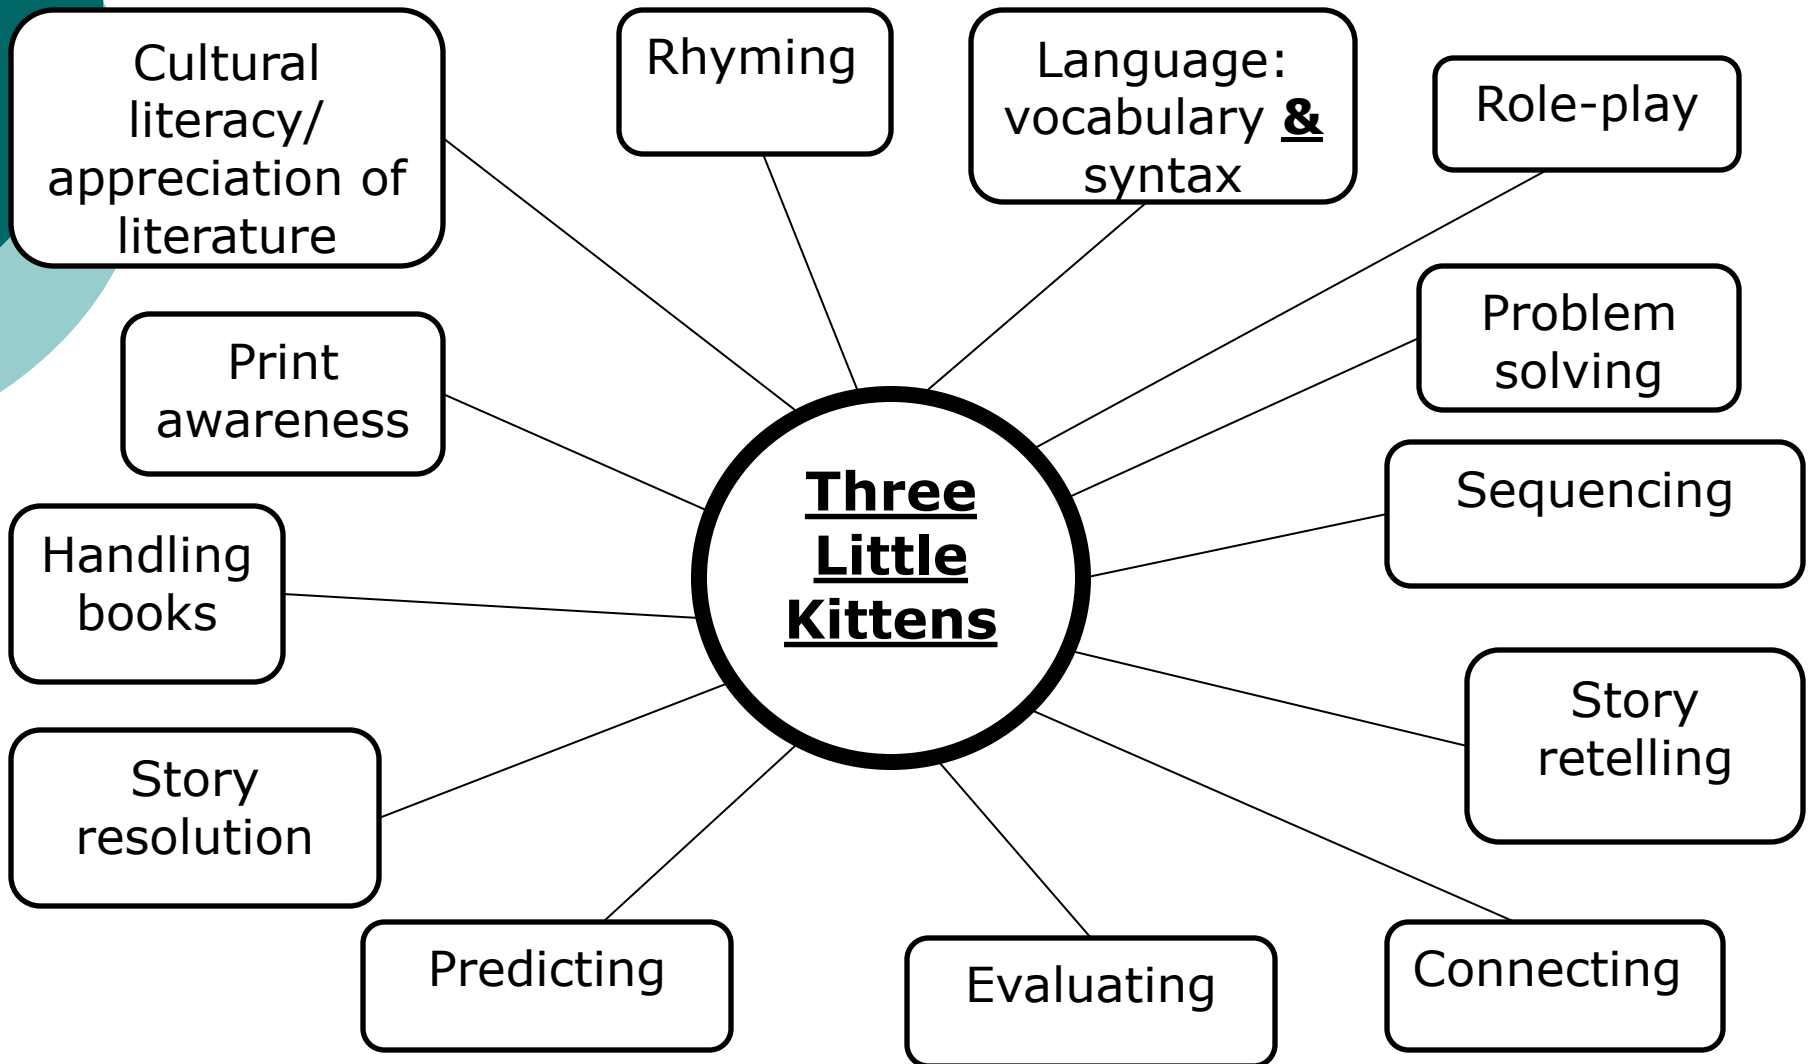 Cultural
literacy/
appreciation of
literature
Rhyming
Language:
vocabulary &
syntax
Role-play
Problem
solving
Print
awareness
Three
Little
Kittens
Sequencing
Handling
books
Story
retelling
Story
resolution
Predicting
Evaluating
Connecting